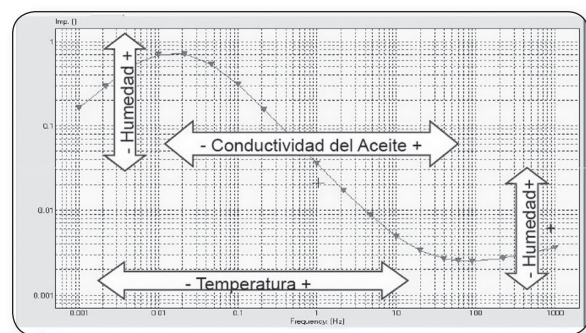 Imp. []
1
0.1
0.01
0.001
- Humedad +
- Conductividad del Aceite +
- Humedad+
- Temperatura +
0.001
0.01
0.1
1
10
100
1000
Frequency: [Hz]